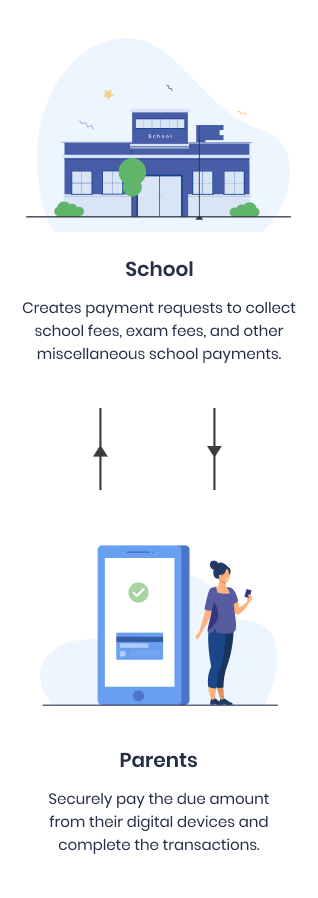 School
School
Creates payment requests to collect
school fees, exam fees, and other
miscellaneous school payments.
Parents
Securely pay the due amount
from their digital devices and
complete the transactions.